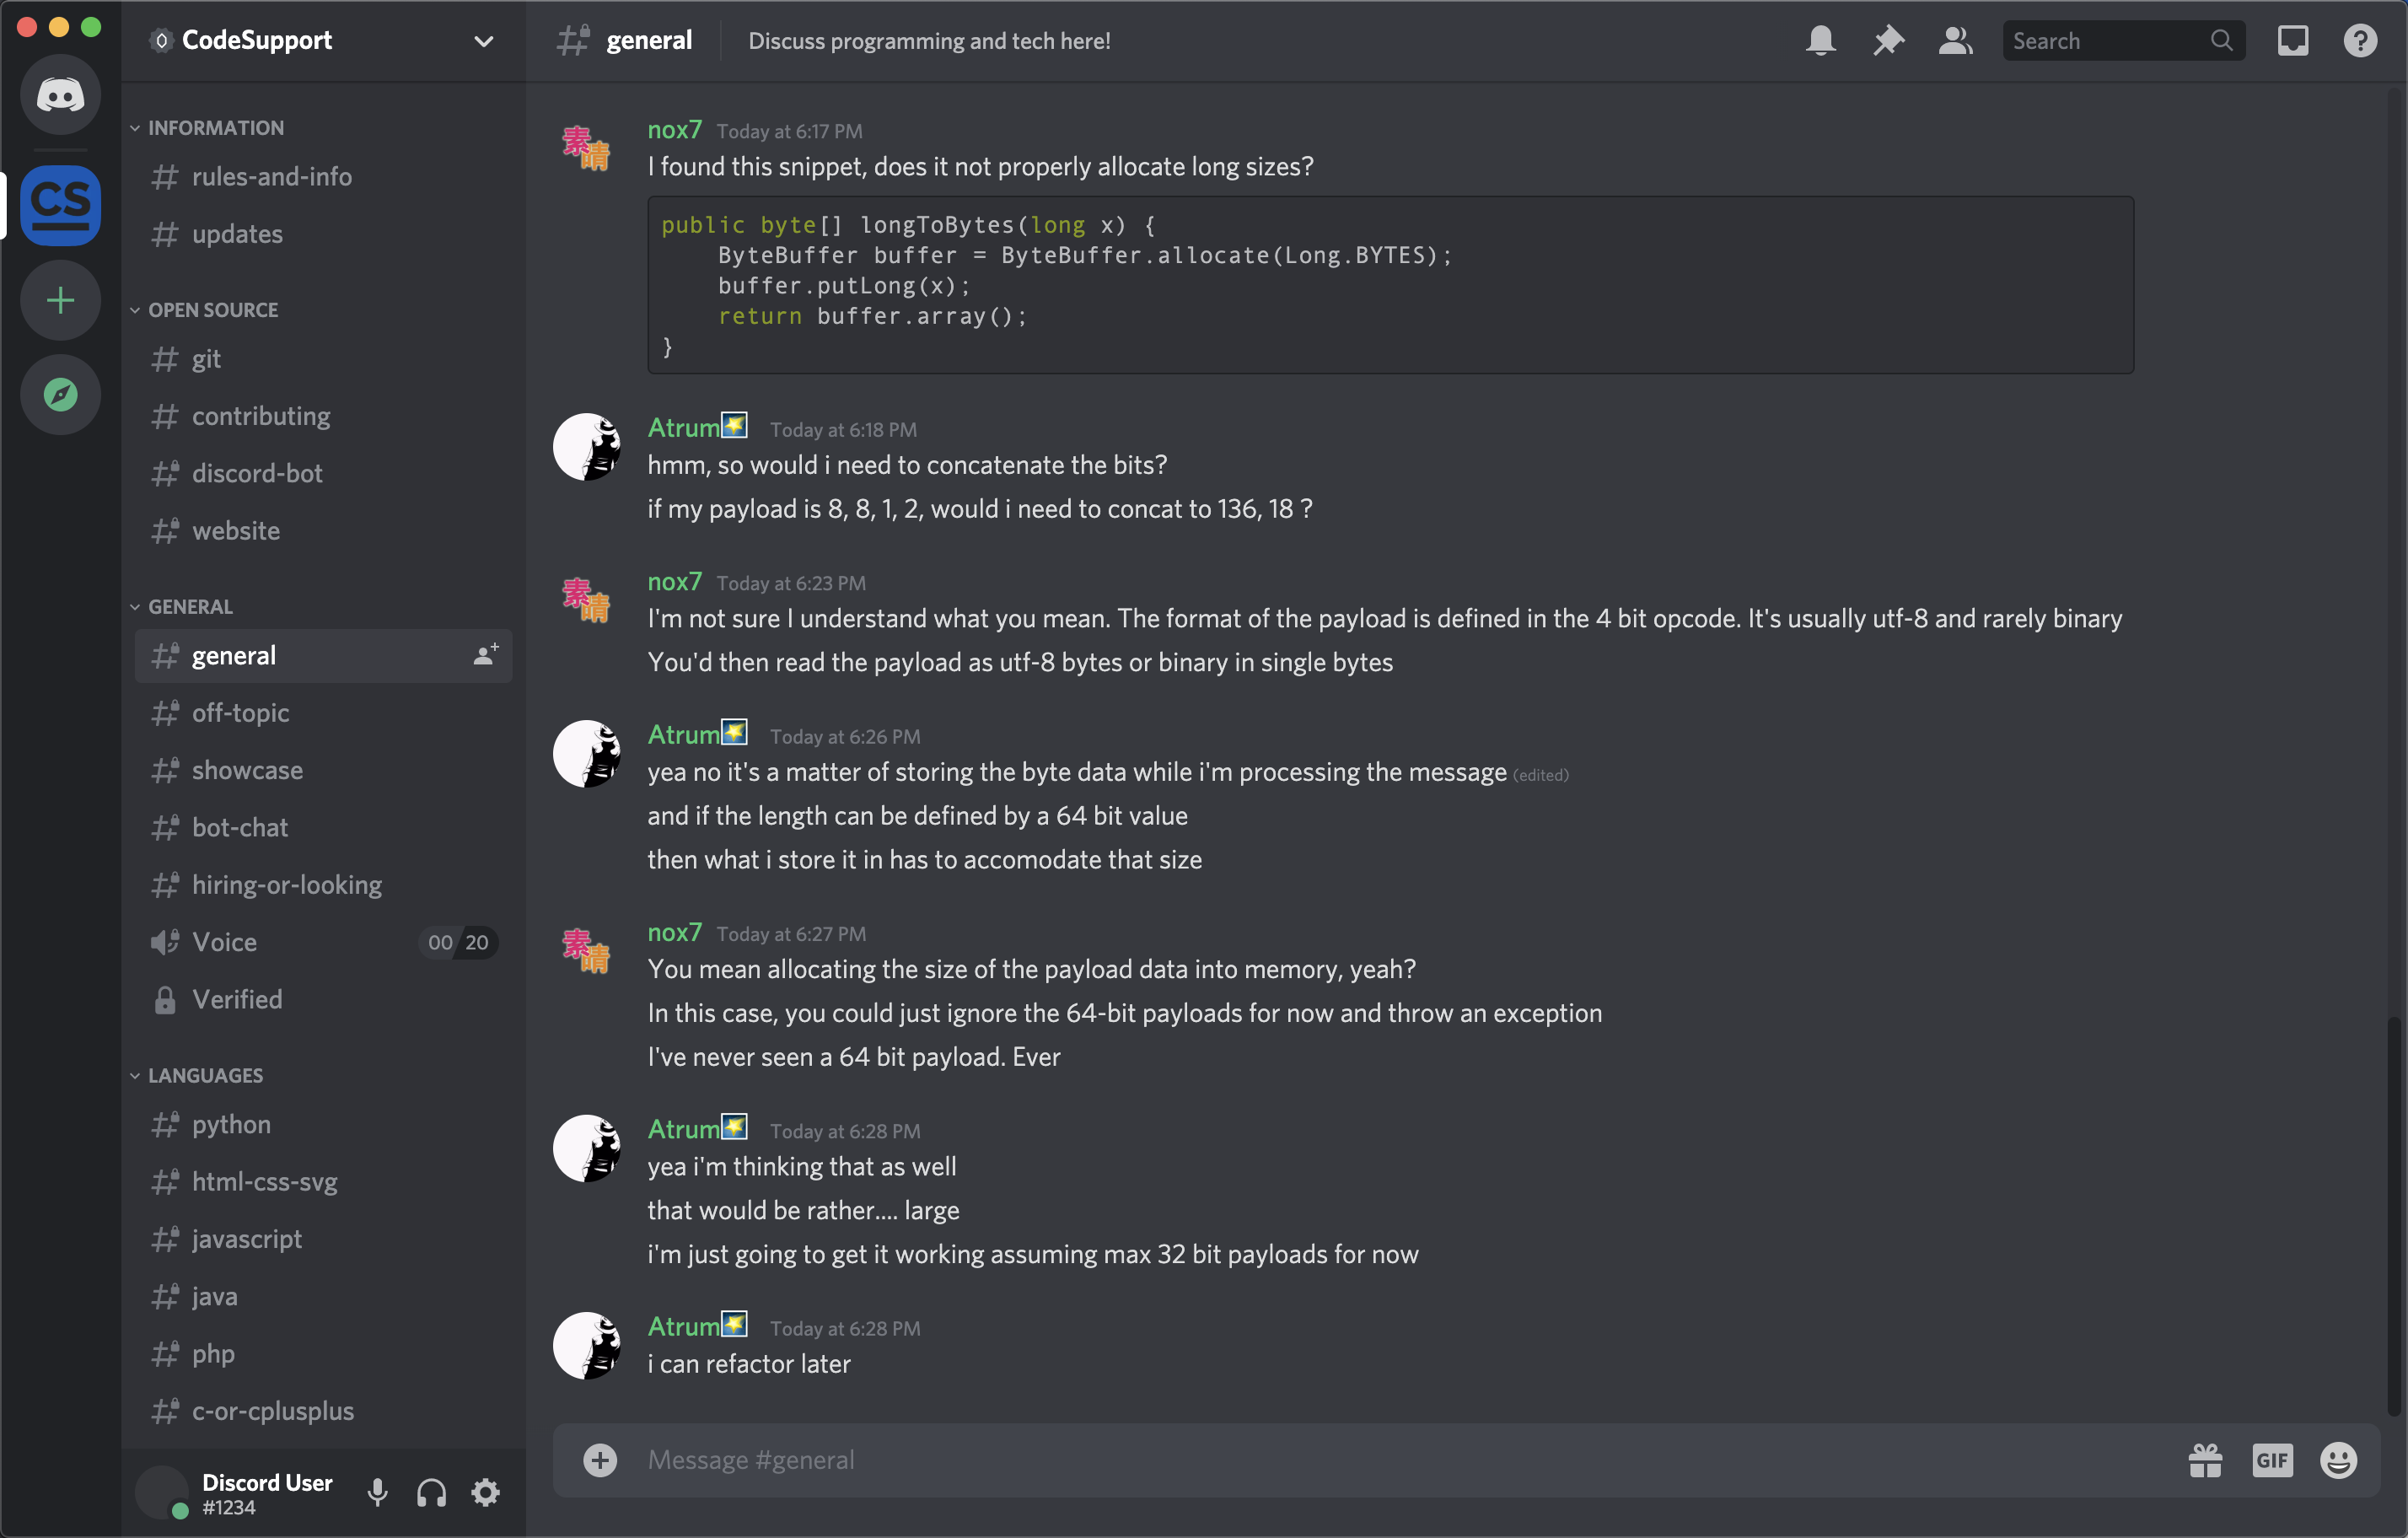 CodeSupport
general
Discuss programming and tech here!
Search
CS
INFORMATION
rules-and-info
updates
OPEN SOURCE
git
contributing
discord-bot
website
GENERAL
general
off-topic
showcase
bot-chat
hiring-or-looking
Voice 00 20
Verified
LANGUAGES
python
html-css-svg
javascript
java
php
c-or-cplusplus
Discord User
#1234
素晴
nox7 Today at 6:17 PM
I found this snippet, does it not properly allocate long sizes?
public byte[] longToBytes(long x) {
    ByteBuffer buffer = ByteBuffer.allocate(Long.BYTES);
    buffer.putLong(x);
    return buffer.array();
}
Atrum Today at 6:18 PM
hmm, so would i need to concatenate the bits?
if my payload is 8, 8, 1, 2, would i need to concat to 136, 18 ?
素晴
nox7 Today at 6:23 PM
I'm not sure I understand what you mean. The format of the payload is defined in the 4 bit opcode. It's usually utf-8 and rarely binary
You'd then read the payload as utf-8 bytes or binary in single bytes
Atrum Today at 6:26 PM
yea no it's a matter of storing the byte data while i'm processing the message (edited)
and if the length can be defined by a 64 bit value
then what i store it in has to accomodate that size
素晴
nox7 Today at 6:27 PM
You mean allocating the size of the payload data into memory, yeah?
In this case, you could just ignore the 64-bit payloads for now and throw an exception
I've never seen a 64 bit payload. Ever
Atrum Today at 6:28 PM
yea i'm thinking that as well
that would be rather.... large
i'm just going to get it working assuming max 32 bit payloads for now
Atrum Today at 6:28 PM
i can refactor later
Message #general
GIF